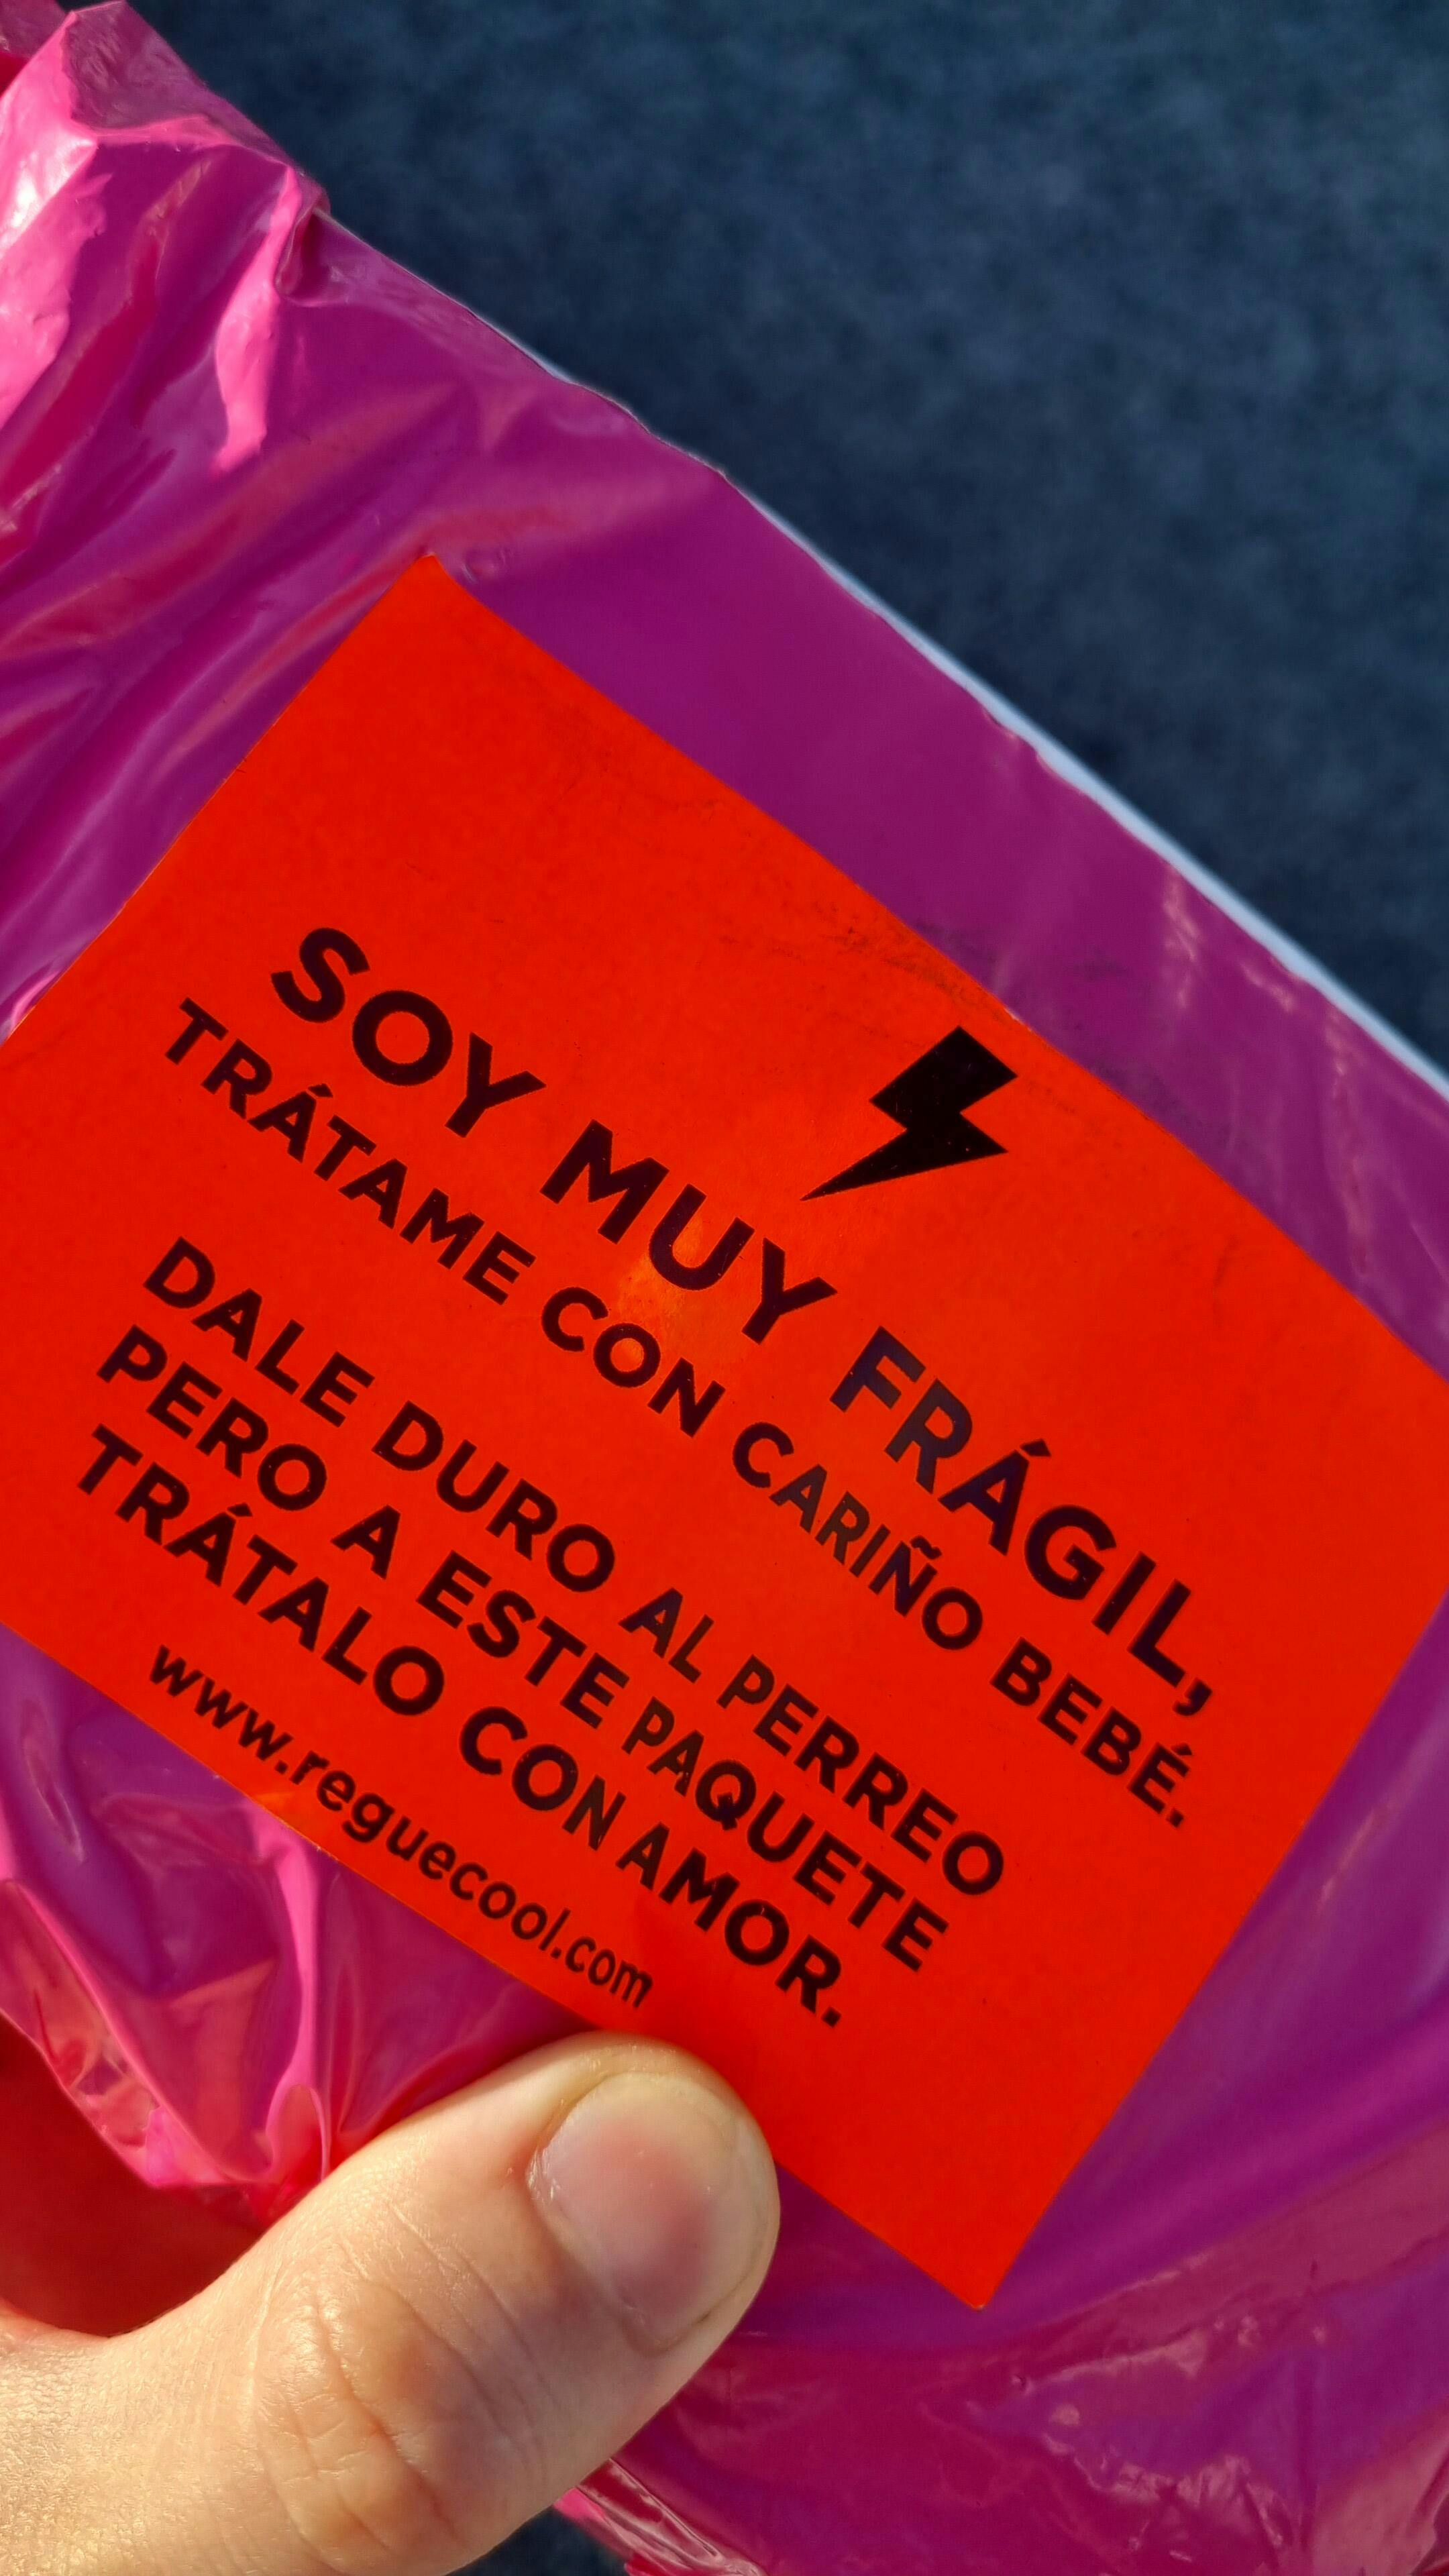 SOY MUY FRÁGIL,
TRÁTAME CON CARIÑO BEBÉ.
DALE DURO AL PERREO
PERO A ESTE PAQUETE
TRÁTALO CON AMOR.
www.reguecool.com